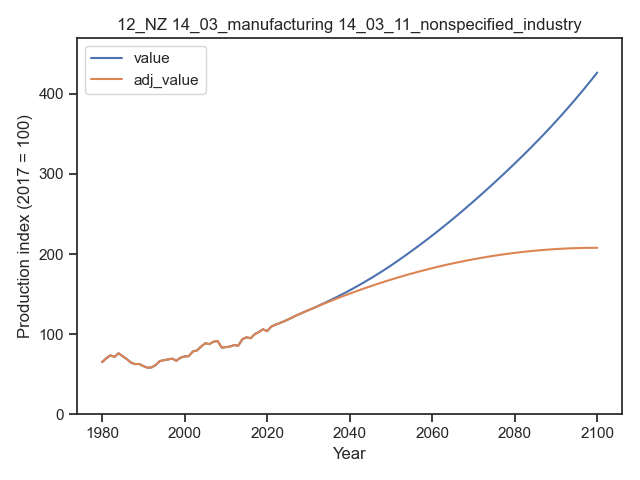 12_NZ 14_03_manufacturing 14_03_11_nonspecified_industry
value
adj_value
Production index (2017 = 100)
400
300
200
100
0
1980
2000
2020
2040
2060
2080
2100
Year